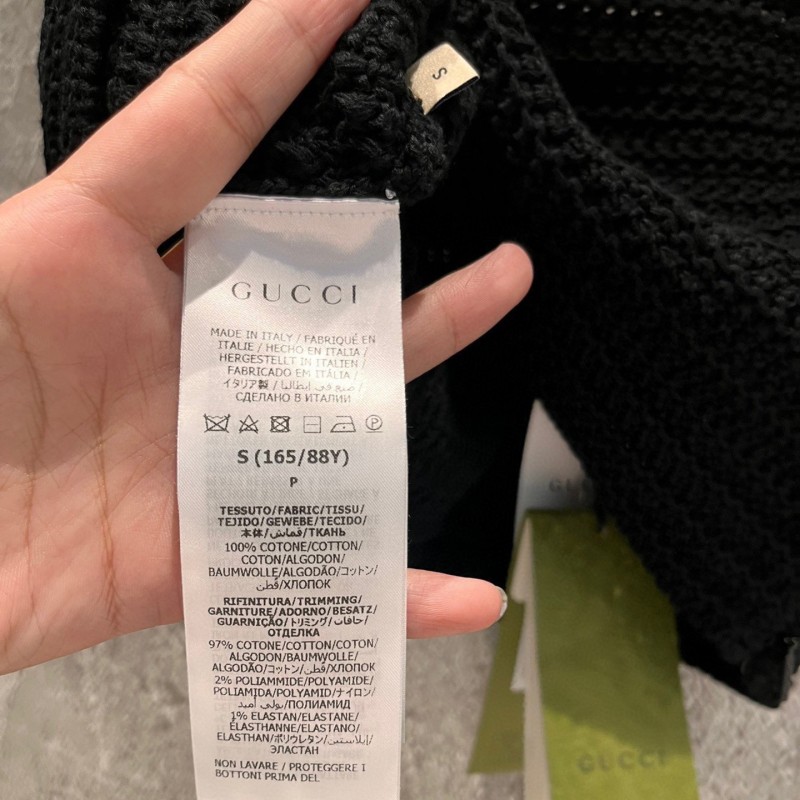 S
GUCCI
MADE IN ITALY / FABRIQUÉ EN
ITALIE / HECHO EN ITALIA /
HERGESTELLT IN ITALIEN /
FABRICADO EM ITÁLIA /
イタリア製 / صنع في إيطاليا /
СДЕЛАНО В ИТАЛИИ
P
S (165/88Y)
P
TESSUTO/FABRIC/TISSU/
TEJIDO/GEWEBE/TECIDO/
本体/قماش/ТКАНЬ
100% COTONE/COTTON/
COTON/ALGODON/
BAUMWOLLE/ALGODÃO/コットン/
قطن/ХЛОПОК
RIFINITURA/TRIMMING/
GARNITURE/ADORNO/BESATZ/
GUARNIÇÃO/トリミング/حافات/
ОТДЕЛКА
97% COTONE/COTTON/COTON/
ALGODON/BAUMWOLLE/
ALGODÃO/コットン/قطن/ХЛОПОК
2% POLIAMMIDE/POLYAMIDE/
POLIAMIDA/POLYAMID/ナイロン/
بولي أميد/ПОЛИАМИД
1% ELASTAN/ELASTANE/
ELASTHANNE/ELASTANO/
ELASTHAN/ポリウレタン/إيلاستين/
ЭЛАСТАН
NON LAVARE / PROTEGGERE I
BOTTONI PRIMA DEL
GUCCI